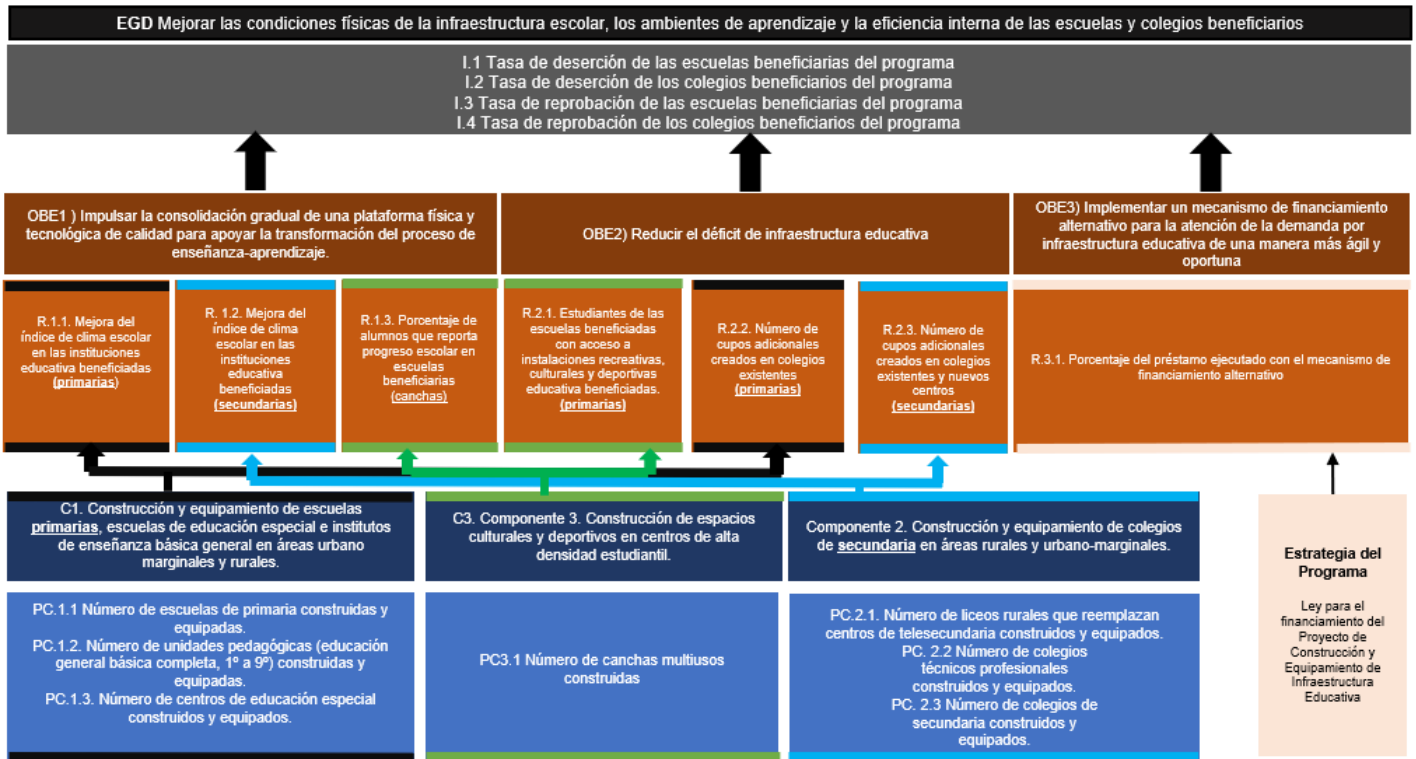 EGD Mejorar las condiciones físicas de la infraestructura escolar, los ambientes de aprendizaje y la eficiencia interna de las escuelas y colegios beneficiarios
I.1 Tasa de deserción de las escuelas beneficiarias del programa
I.2 Tasa de deserción de los colegios beneficiarios del programa
I.3 Tasa de reprobación de las escuelas beneficiarias del programa
I.4 Tasa de reprobación de los colegios beneficiarios del programa
OBE1 ) Impulsar la consolidación gradual de una plataforma física y
tecnológica de calidad para apoyar la transformación del proceso de
enseñanza-aprendizaje.
OBE2) Reducir el déficit de infraestructura educativa
OBE3) Implementar un mecanismo de financiamiento
alternativo para la atención de la demanda por
infraestructura educativa de una manera más ágil y
oportuna
R.1.1. Mejora del
índice de clima escolar
en las instituciones
educativa beneficiadas
(primarias)
R. 1.2. Mejora del
índice de clima
escolar en las
instituciones
educativa
beneficiadas
(secundarias)
R.1.3. Porcentaje de
alumnos que reporta
progreso escolar en
escuelas
beneficiarias
(canchas)
R.2.1. Estudiantes de las
escuelas beneficiadas
con acceso a
instalaciones recreativas,
culturales y deportivas
educativa beneficiadas.
(primarias)
R.2.2. Número de
cupos adicionales
creados en colegios
existentes
(primarias)
R.2.3. Número de
cupos adicionales
creados en colegios
existentes y nuevos
centros
(secundarias)
R.3.1. Porcentaje del préstamo ejecutado con el mecanismo de
financiamiento alternativo
C1. Construcción y equipamiento de escuelas
primarias, escuelas de educación especial e institutos
de enseñanza básica general en áreas urbano
marginales y rurales.
C3. Componente 3. Construcción de espacios
culturales y deportivos en centros de alta
densidad estudiantil.
Componente 2. Construcción y equipamiento de colegios
de secundaria en áreas rurales y urbano-marginales.
PC.1.1 Número de escuelas de primaria construidas y
equipadas.
PC.1.2. Número de unidades pedagógicas (educación
general básica completa, 1º a 9º) construidas y
equipadas.
PC.1.3. Número de centros de educación especial
construidos y equipados.
PC3.1 Número de canchas multiusos
construidas
PC.2.1. Número de liceos rurales que reemplazan
centros de telesecundaria construidos y equipados.
PC. 2.2 Número de colegios
técnicos profesionales
construidos y equipados.
PC. 2.3 Número de colegios de
secundaria construidos y
equipados.
Estrategia del
Programa
Ley para el
financiamiento del
Proyecto de
Construcción y
Equipamiento de
Infraestructura
Educativa